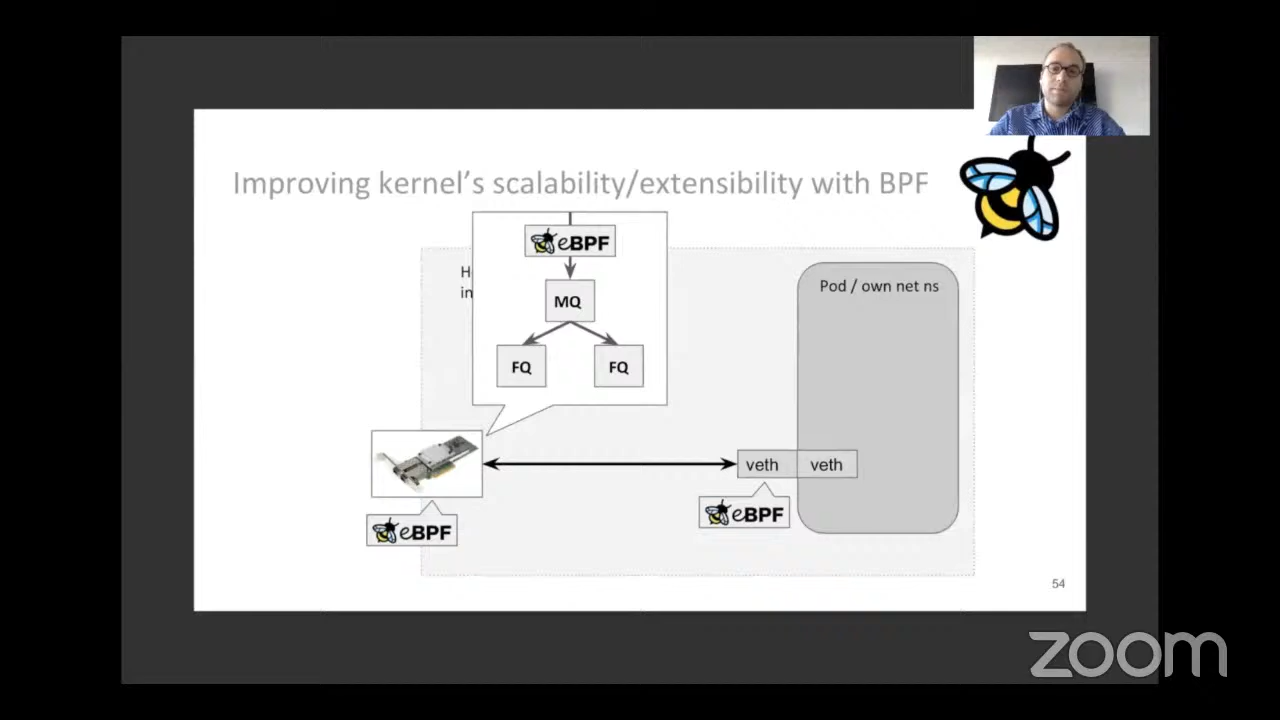 Improving kernel's scalability/extensibility with BPF
eBPF
H
in
MQ
FQ
FQ
Pod / own net ns
veth
veth
eBPF
eBPF
54
zoom